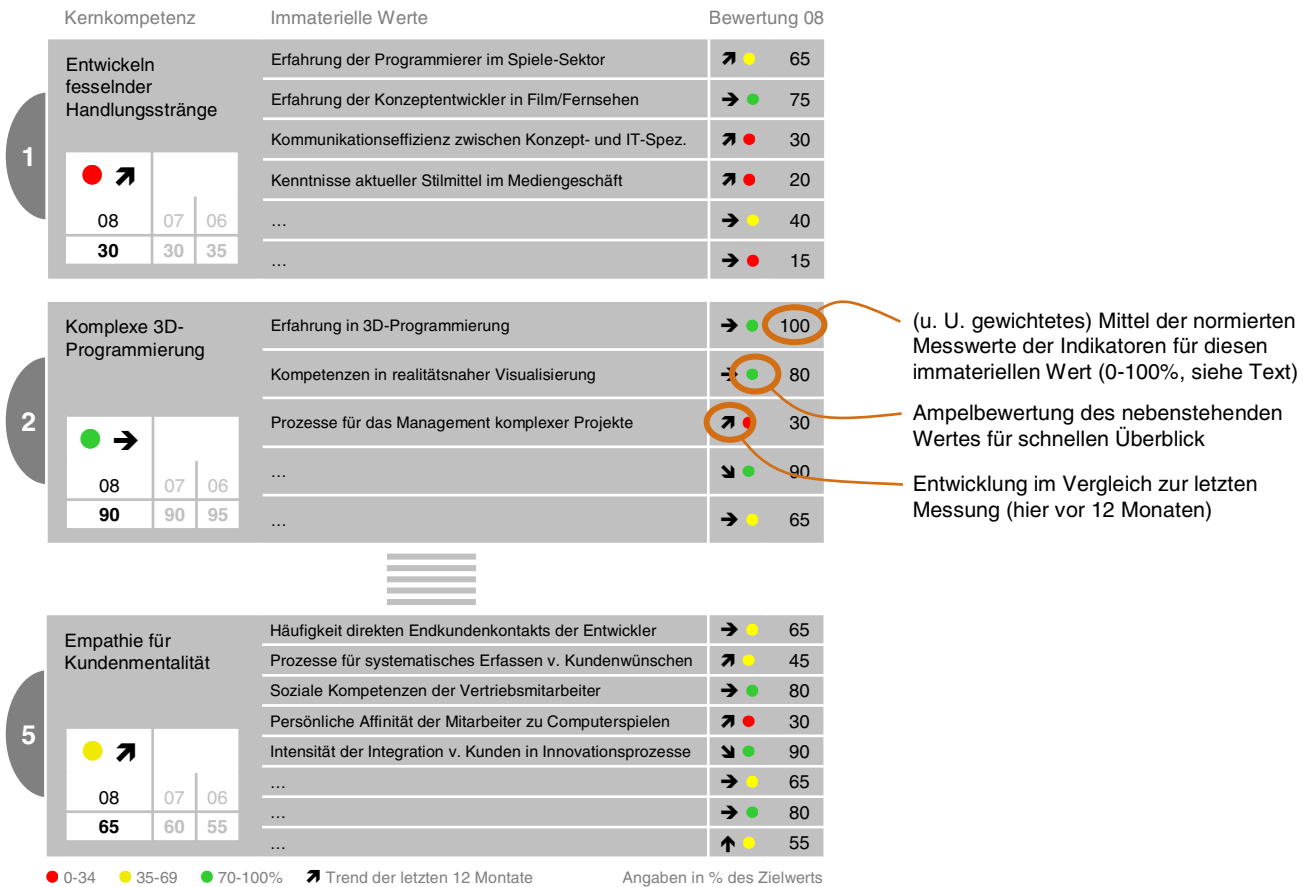 Kernkompetenz Immaterielle Werte Bewertung 08
1
Entwickeln
fesselnder
Handlungsstränge
08 07 06
30 30 35
Erfahrung der Programmierer im Spiele-Sektor 65
Erfahrung der Konzeptentwickler in Film/Fernsehen 75
Kommunikationseffizienz zwischen Konzept- und IT-Spez. 30
Kenntnisse aktueller Stilmittel im Mediengeschäft 20
... 40
... 15
2
Komplexe 3D-
Programmierung
08 07 06
90 90 95
Erfahrung in 3D-Programmierung 100
Kompetenzen in realitätsnaher Visualisierung 80
Prozesse für das Management komplexer Projekte 30
... 90
... 65
(u. U. gewichtetes) Mittel der normierten
Messwerte der Indikatoren für diesen
immateriellen Wert (0-100%, siehe Text)
Ampelbewertung des nebenstehenden
Wertes für schnellen Überblick
Entwicklung im Vergleich zur letzten
Messung (hier vor 12 Monaten)
5
Empathie für
Kundenmentalität
08 07 06
65 60 55
Häufigkeit direkten Endkundenkontakts der Entwickler 65
Prozesse für systematisches Erfassen v. Kundenwünschen 45
Soziale Kompetenzen der Vertriebsmitarbeiter 80
Persönliche Affinität der Mitarbeiter zu Computerspielen 30
Intensität der Integration v. Kunden in Innovationsprozesse 90
... 65
... 80
... 55
0-34 35-69 70-100% Trend der letzten 12 Montate Angaben in % des Zielwerts